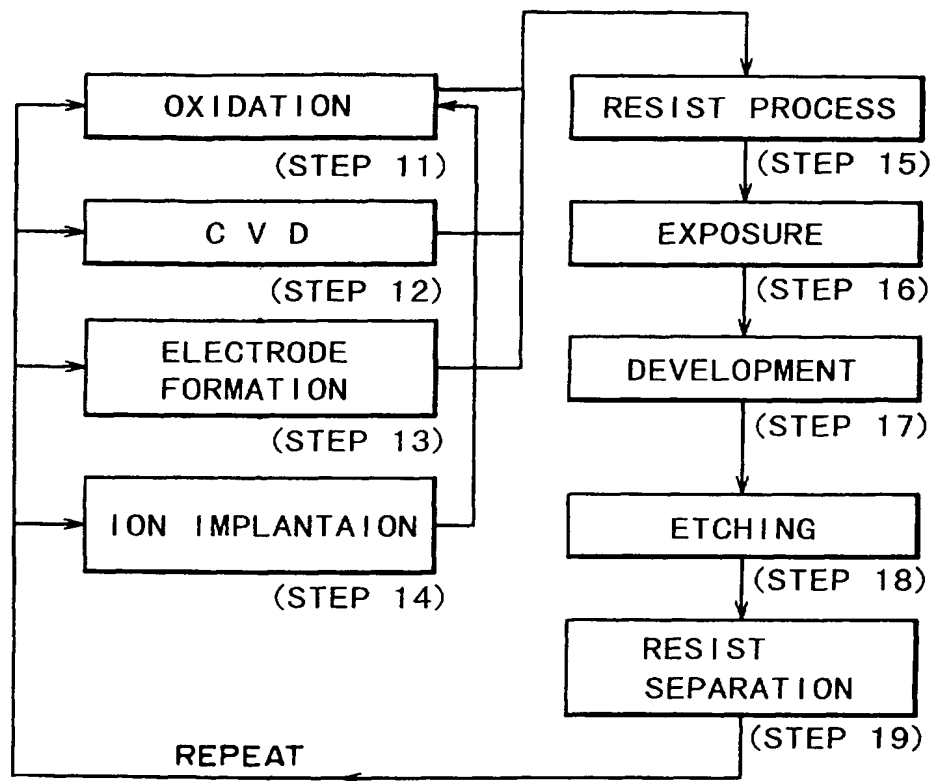 OXIDATION
(STEP 11)
C V D
(STEP 12)
ELECTRODE
FORMATION
(STEP 13)
ION IMPLANTAION
(STEP 14)
RESIST PROCESS
(STEP 15)
EXPOSURE
(STEP 16)
DEVELOPMENT
(STEP 17)
ETCHING
(STEP 18)
RESIST
SEPARATION
(STEP 19)
REPEAT